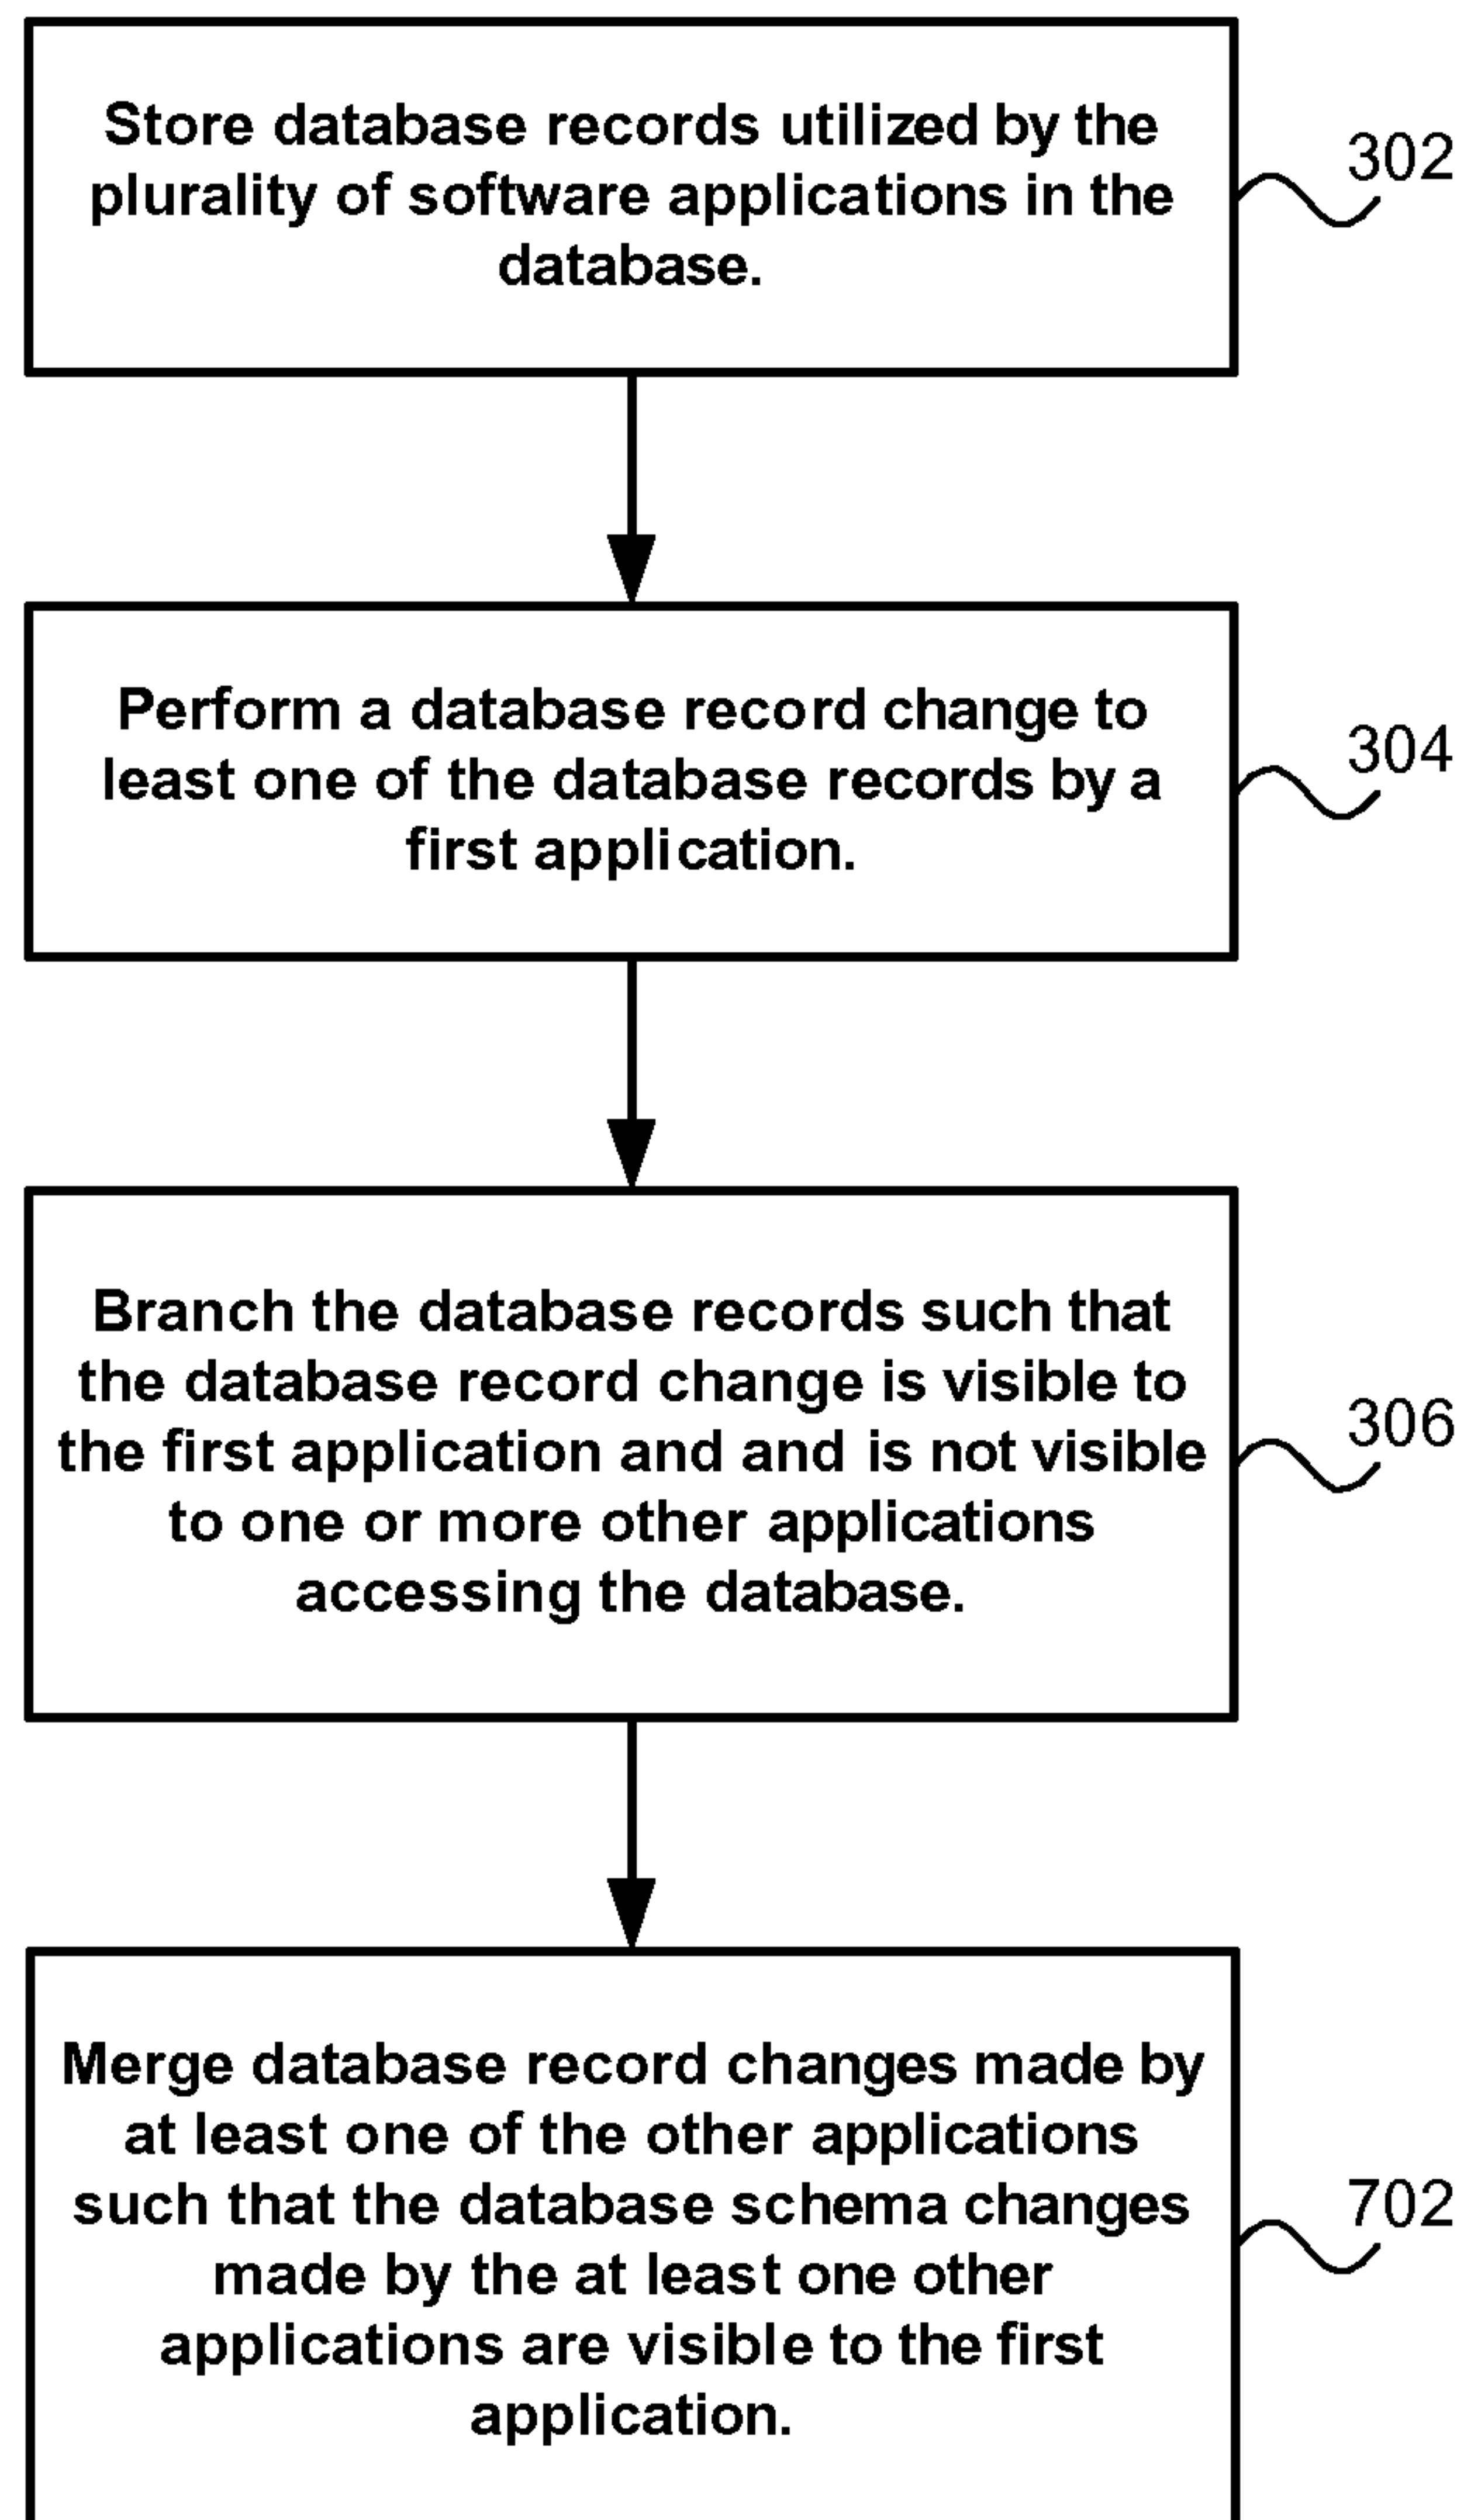 Store database records utilized by the
plurality of software applications in the
database.
302
Perform a database record change to
least one of the database records by a
first application.
304
Branch the database records such that
the database record change is visible to
the first application and and is not visible
to one or more other applications
accessing the database.
306
Merge database record changes made by
at least one of the other applications
such that the database schema changes
made by the at least one other
applications are visible to the first
application.
702